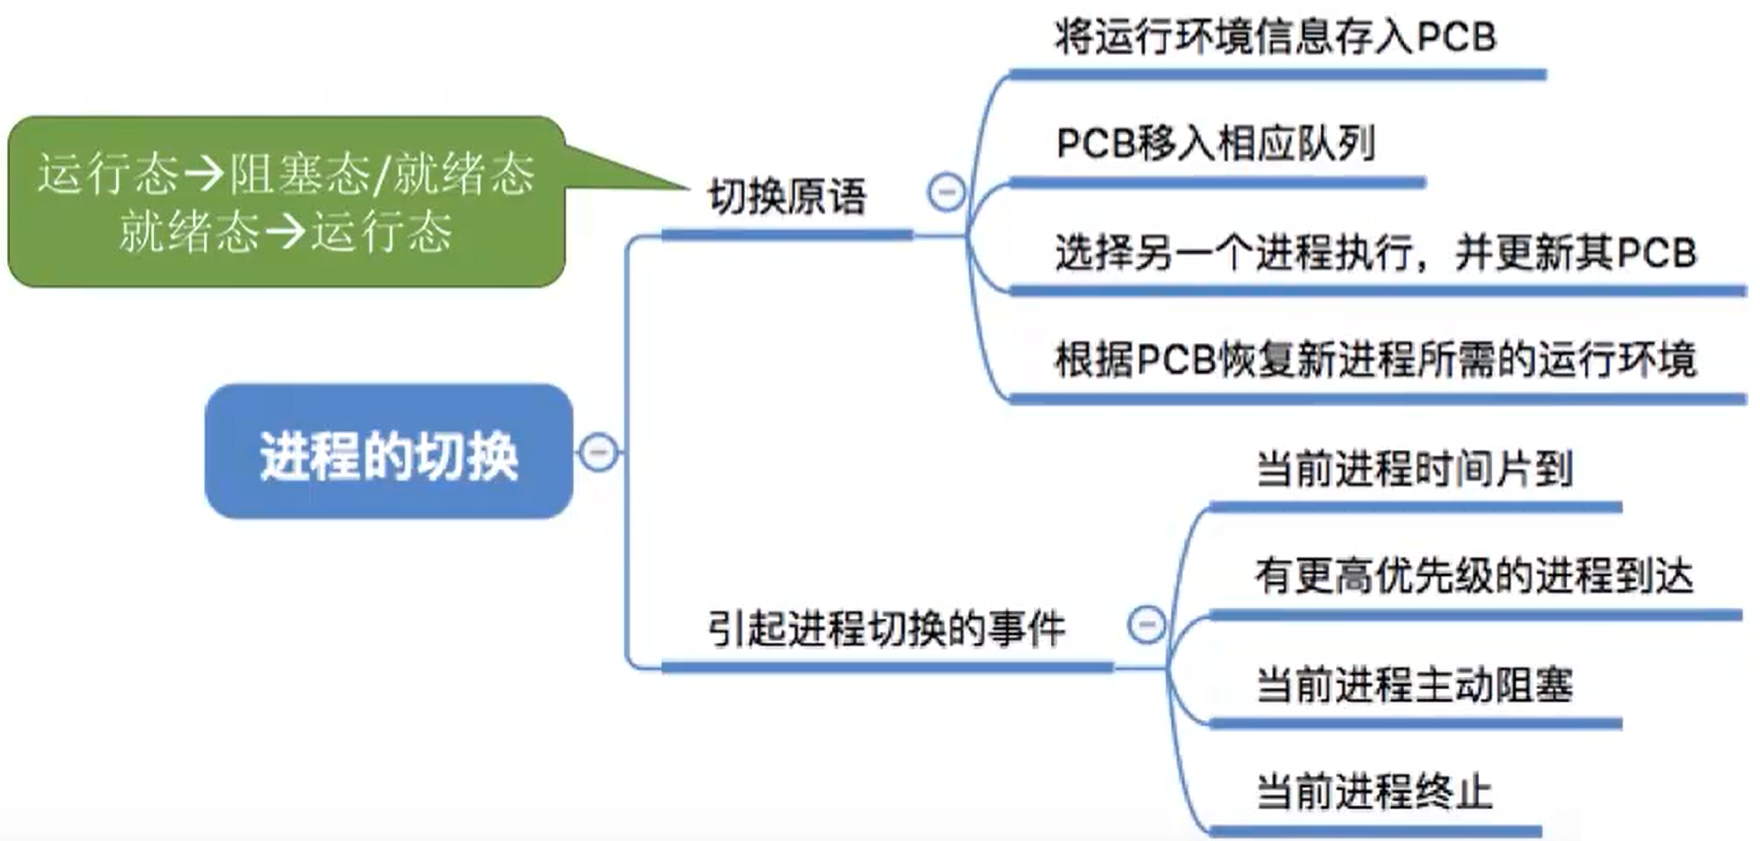 将运行环境信息存入PCB
PCB移入相应队列
运行态→阻塞态/就绪态
就绪态→运行态
切换原语
选择另一个进程执行，并更新其PCB
根据PCB恢复新进程所需的运行环境
进程的切换
当前进程时间片到
有更高优先级的进程到达
引起进程切换的事件
当前进程主动阻塞
当前进程终止